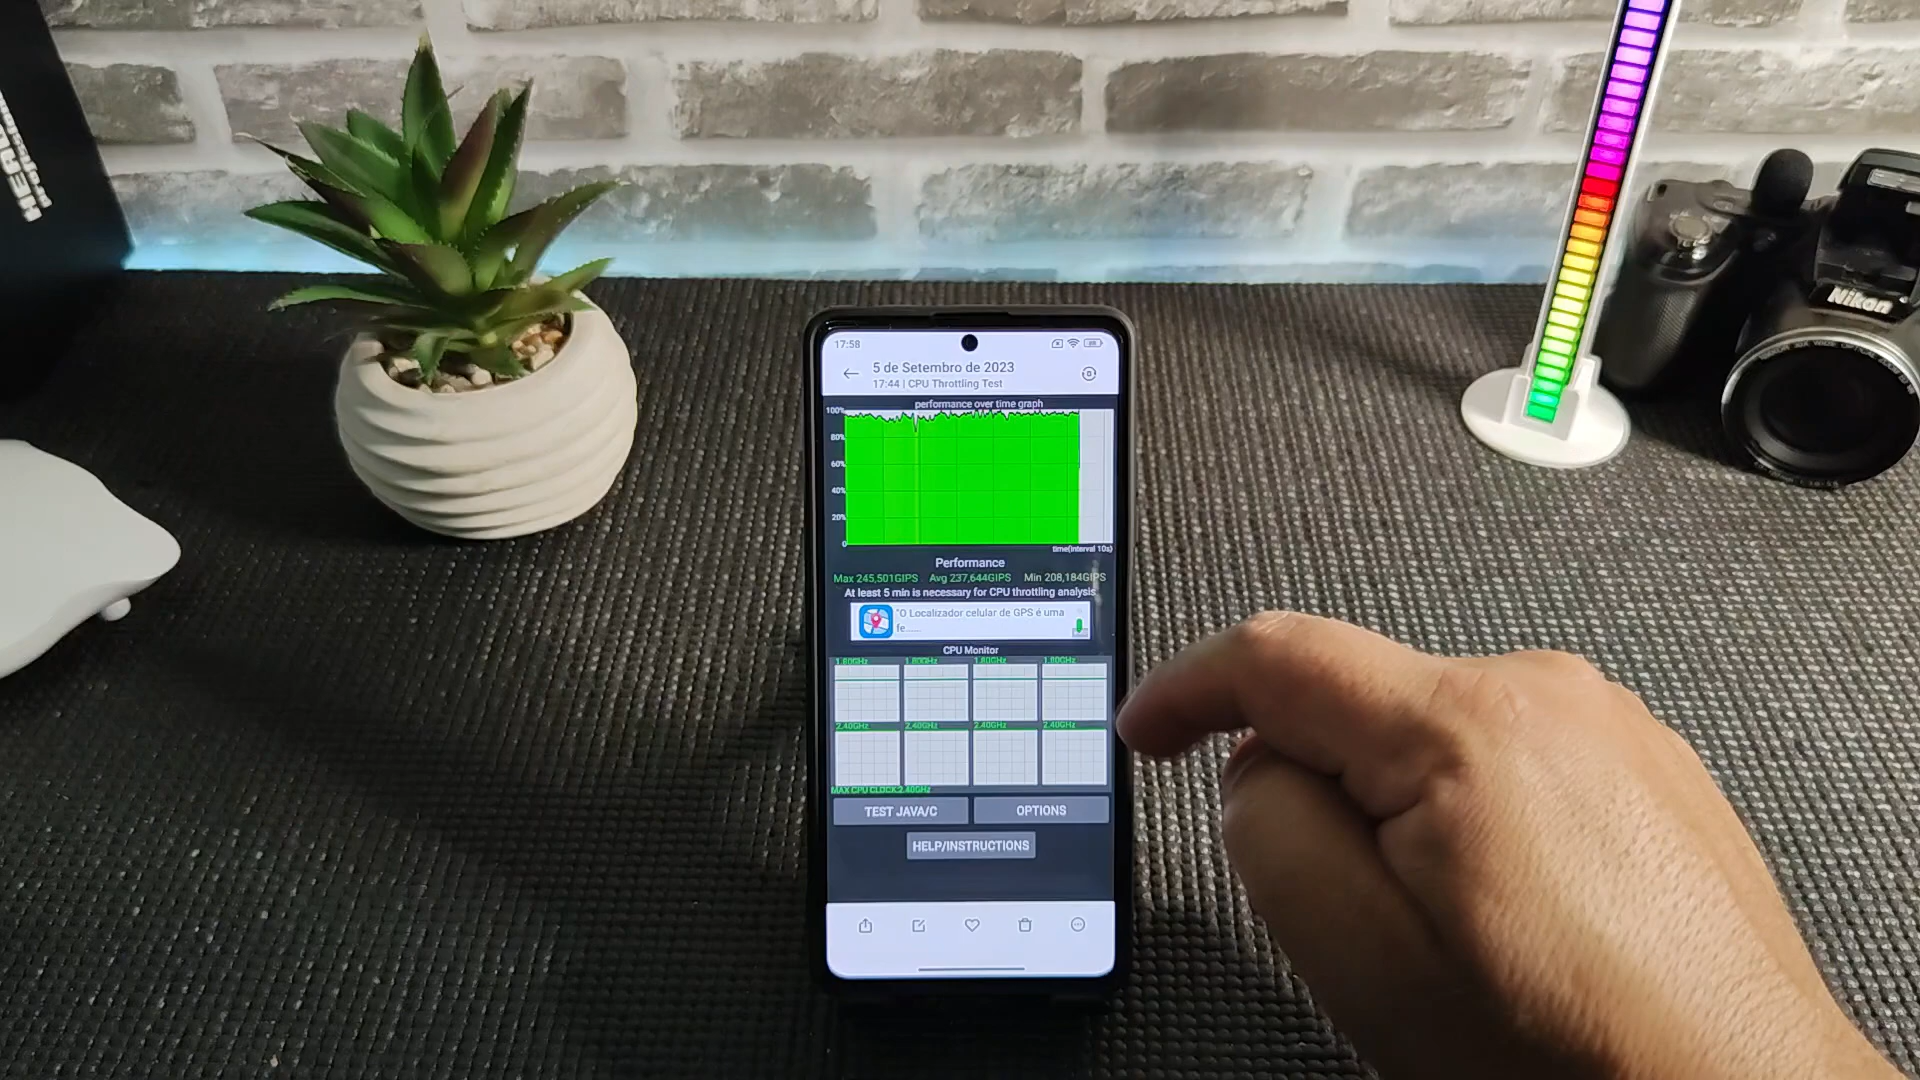 17:58
5 de Setembro de 2023
17:44 | CPU Throttling Test
performance over time graph
100%
80%
60%
40%
20%
0
time(interval 10s)
Performance
Max 245,501GIPS Avg 237,644GIPS Min 208,184GIPS
At least 5 min is necessary for CPU throttling analysis
"O Localizador celular de GPS é uma
fe......
CPU Monitor
1.80GHz 1.80GHz 1.80GHz 1.80GHz
2.40GHz 2.40GHz 2.40GHz 2.40GHz
MAX CPU CLOCK:2.40GHz
TEST JAVA/C OPTIONS
HELP/INSTRUCTIONS
Nikon